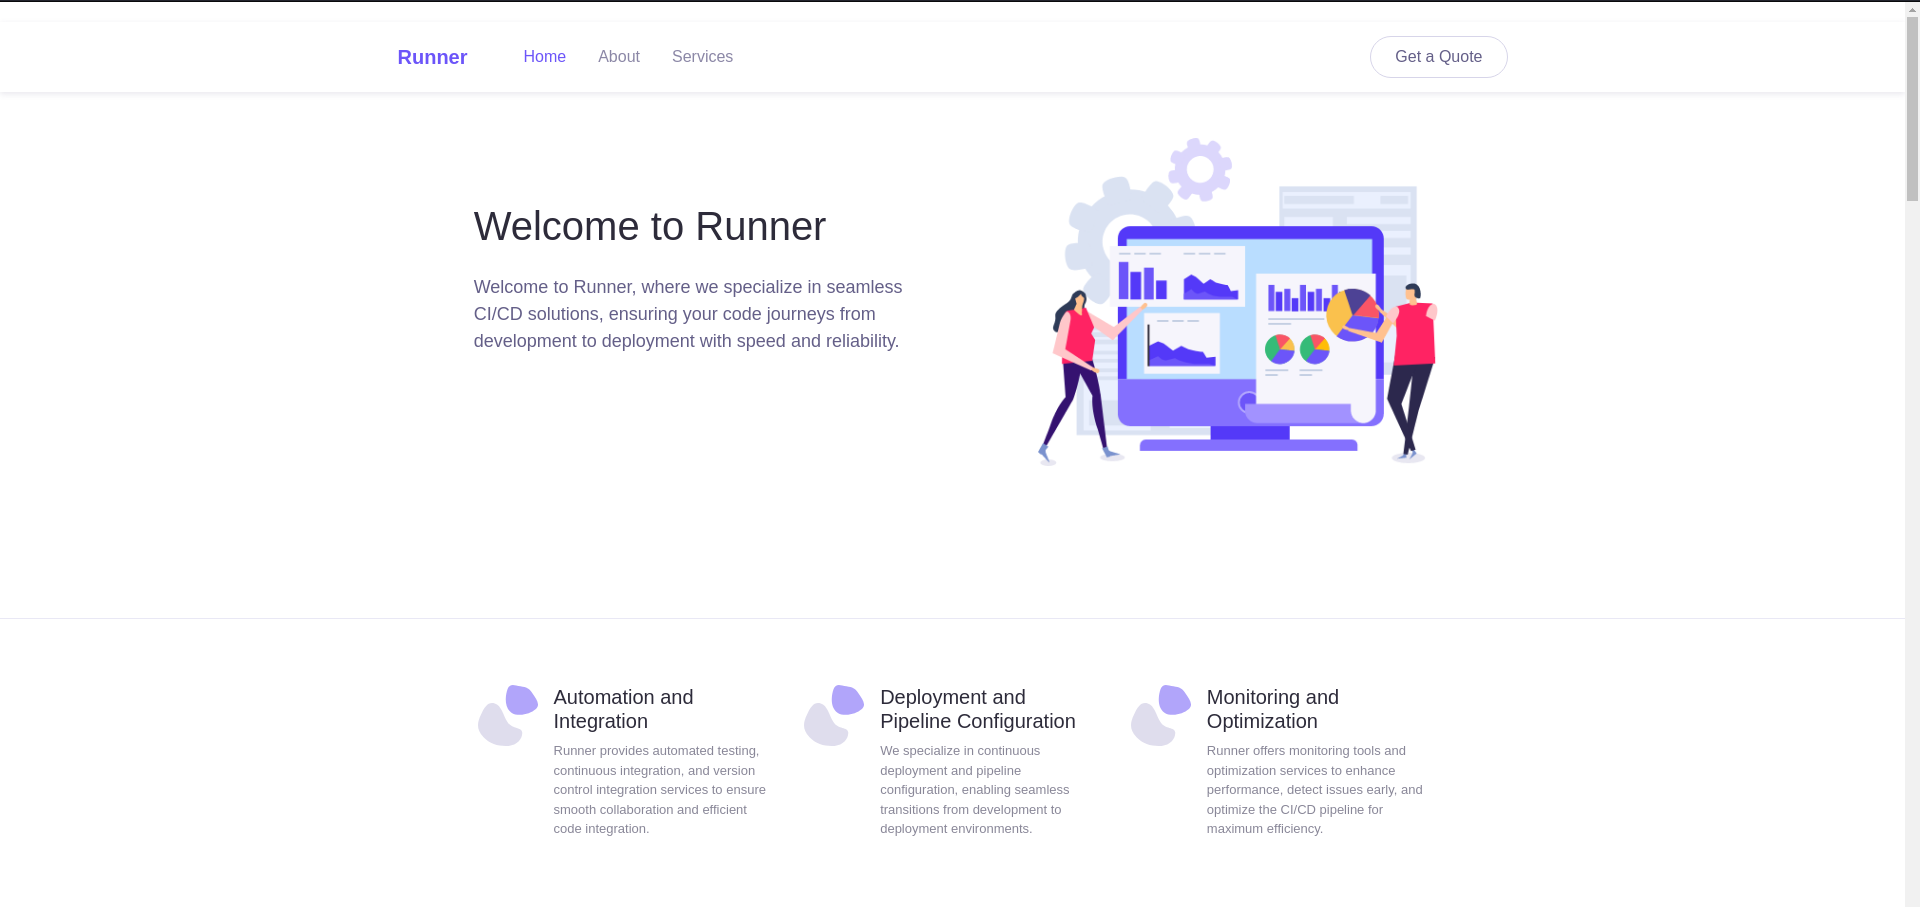 Runner
Home
About
Services
Get a Quote
Welcome to Runner
Welcome to Runner, where we specialize in seamless
CI/CD solutions, ensuring your code journeys from
development to deployment with speed and reliability.
Automation and
Integration
Runner provides automated testing,
continuous integration, and version
control integration services to ensure
smooth collaboration and efficient
code integration.
Deployment and
Pipeline Configuration
We specialize in continuous
deployment and pipeline
configuration, enabling seamless
transitions from development to
deployment environments.
Monitoring and
Optimization
Runner offers monitoring tools and
optimization services to enhance
performance, detect issues early, and
optimize the CI/CD pipeline for
maximum efficiency.